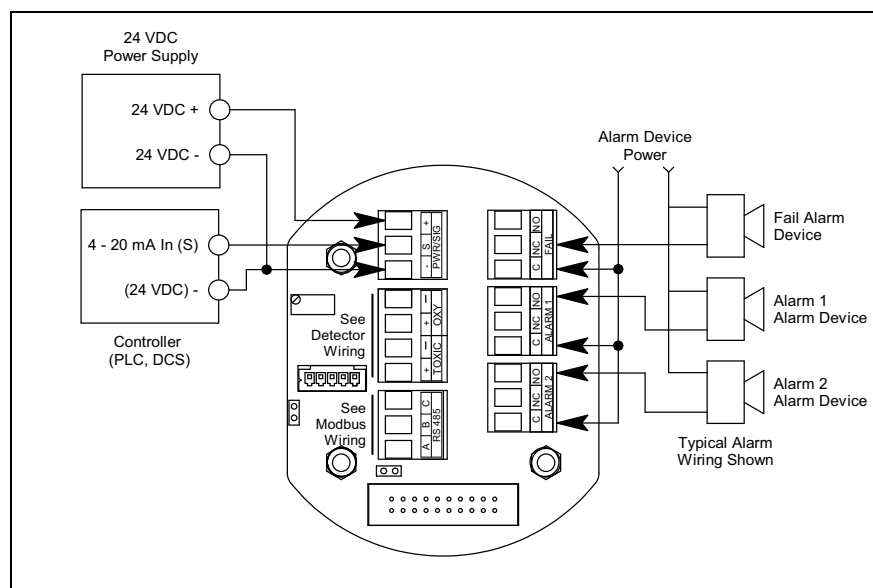 24 VDC
Power Supply
24 VDC +
24 VDC -
4 - 20 mA In (S)
(24 VDC) -
Controller
(PLC, DCS)
+
S
-
PWR/SIG
See
Detector
Wiring
+ − + −
TOXIC OXY
See
Modbus
Wiring
A B C
RS 485
C NC NO
FAIL
C NC NO
ALARM 1
C NC NO
ALARM 2
Alarm Device
Power
Fail Alarm
Device
Alarm 1
Alarm Device
Alarm 2
Alarm Device
Typical Alarm
Wiring Shown